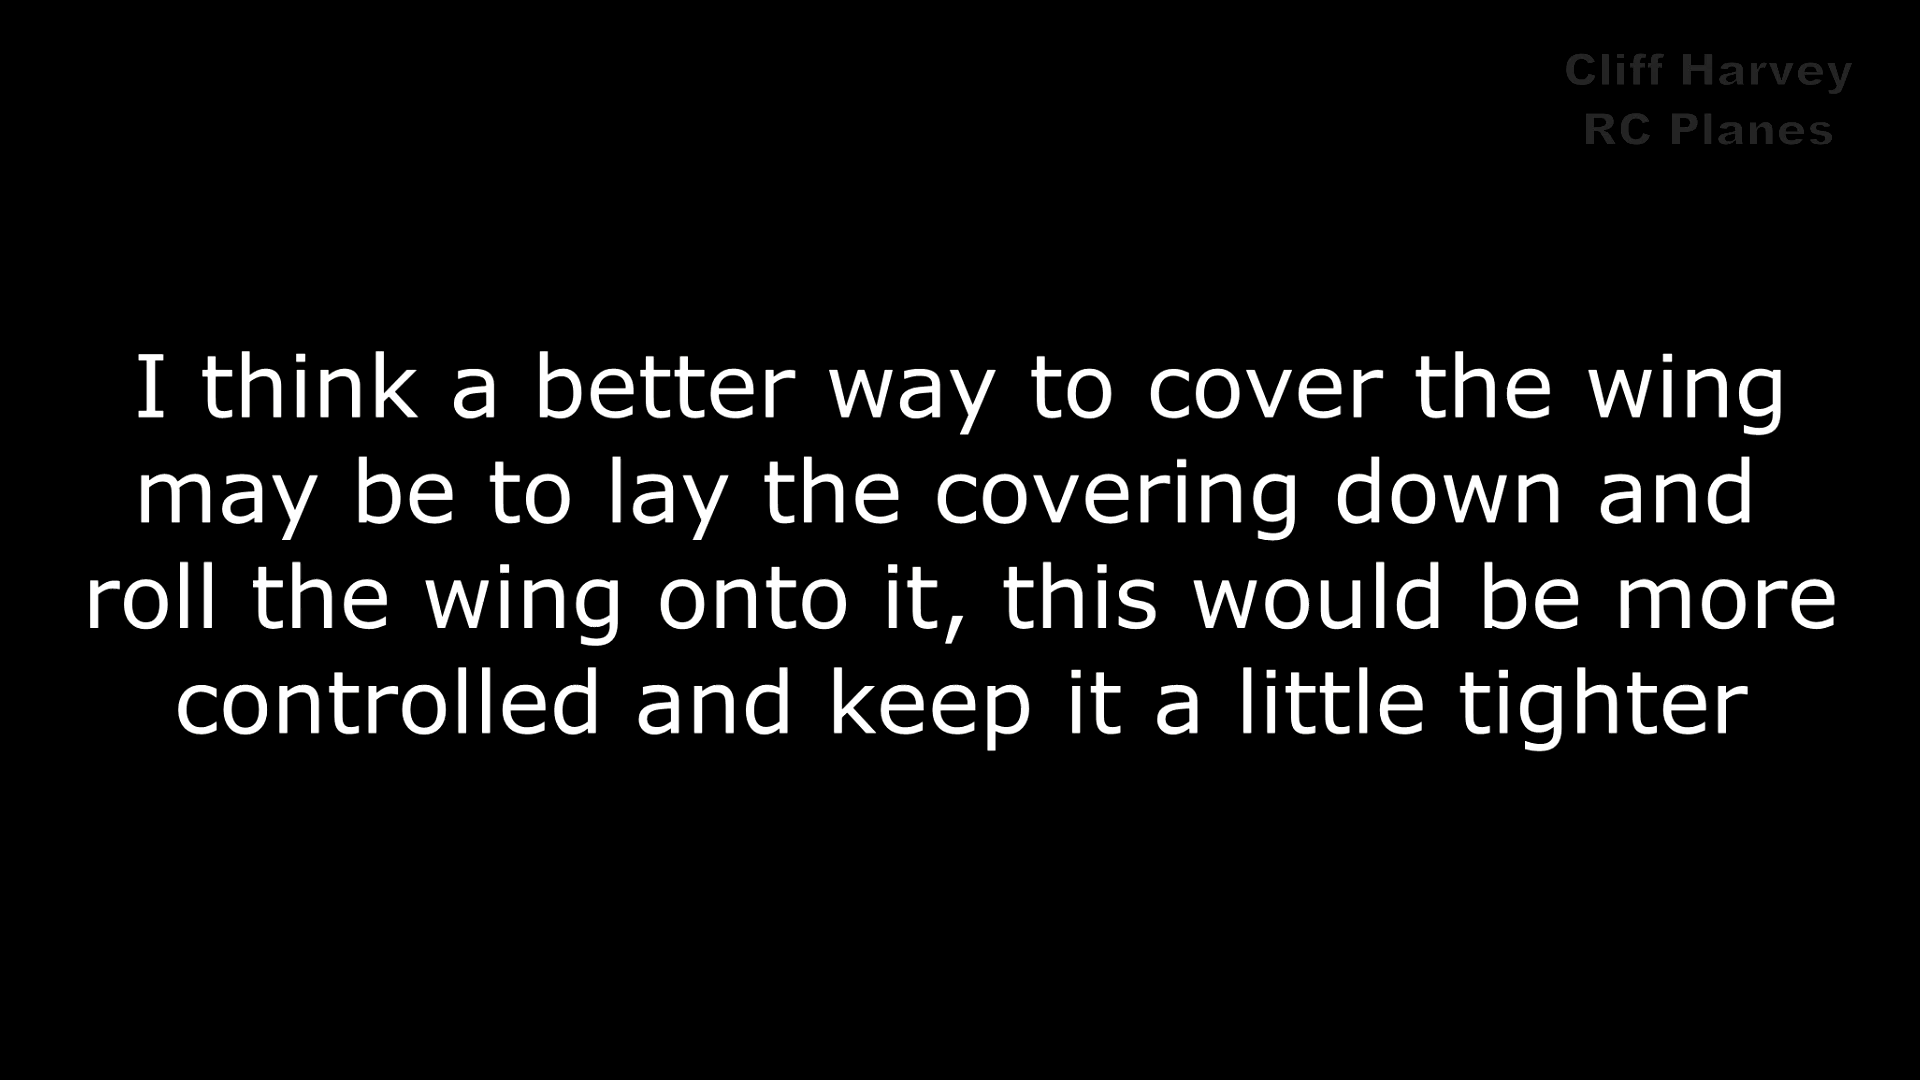 Cliff Harvey
RC Planes
I think a better way to cover the wing
may be to lay the covering down and
roll the wing onto it, this would be more
controlled and keep it a little tighter